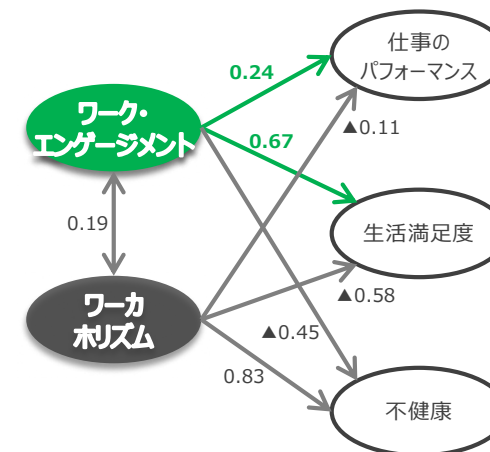 仕事の
パフォーマンス
0.24
▲0.11
ワーク・
エンゲージメント
0.67
0.19
生活満足度
ワーカ
ホリズム
▲0.58
▲0.45
0.83
不健康